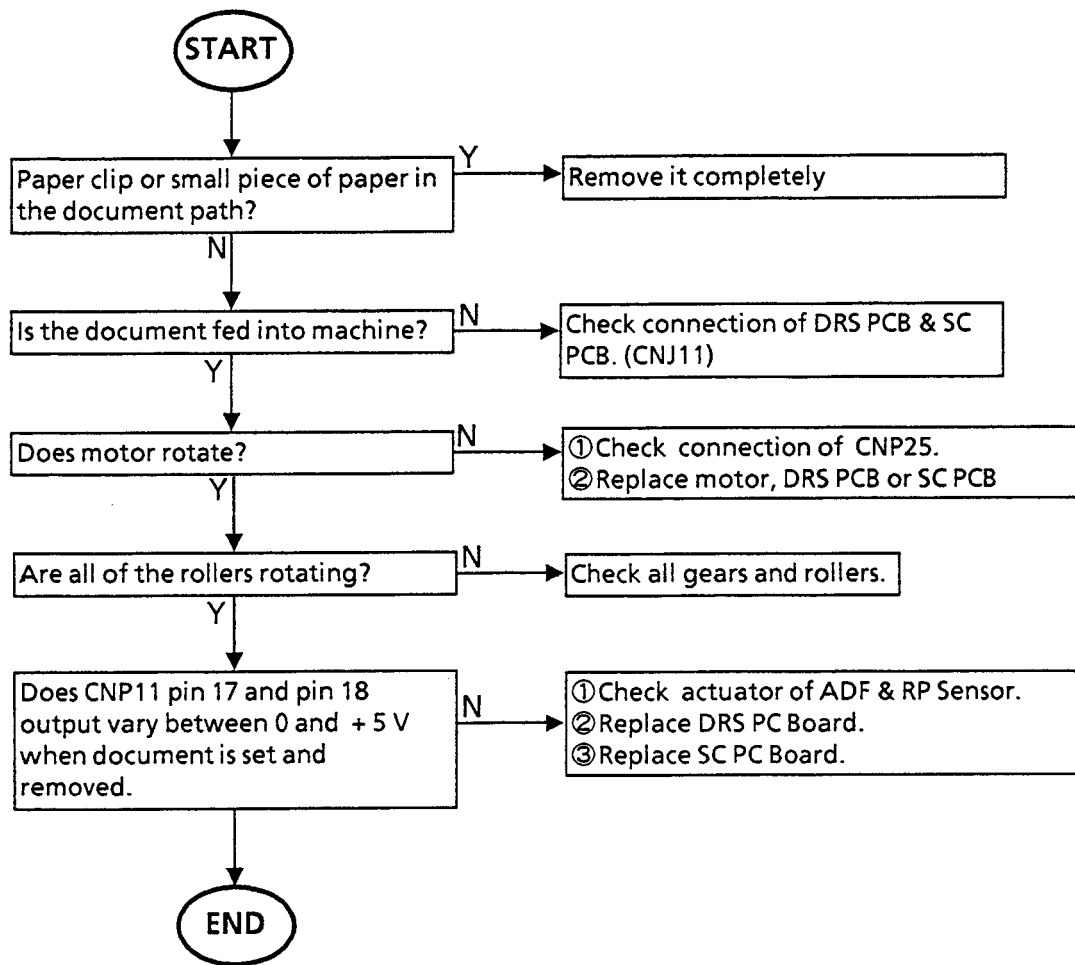 START
Paper clip or small piece of paper in
the document path?
Y
Remove it completely
N
Is the document fed into machine?
N
Check connection of DRS PCB & SC
PCB. (CNJ11)
Y
Does motor rotate?
N
①Check connection of CNP25.
②Replace motor, DRS PCB or SC PCB
Y
Are all of the rollers rotating?
N
Check all gears and rollers.
Y
Does CNP11 pin 17 and pin 18
output vary between 0 and + 5 V
when document is set and
removed.
N
①Check actuator of ADF & RP Sensor.
②Replace DRS PC Board.
③Replace SC PC Board.
END